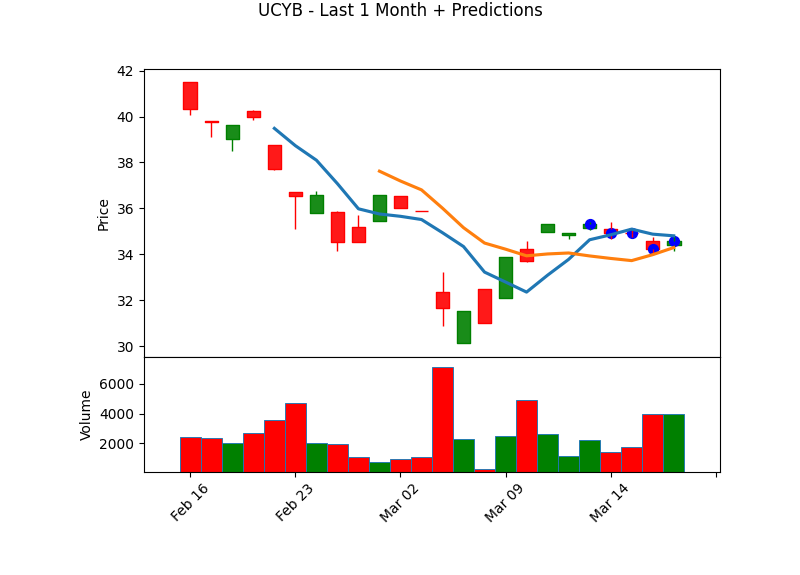 UCYB - Last 1 Month + Predictions
42
40
38
36
34
32
30
Price
6000
4000
2000
Volume
Feb 16
Feb 23
Mar 02
Mar 09
Mar 14